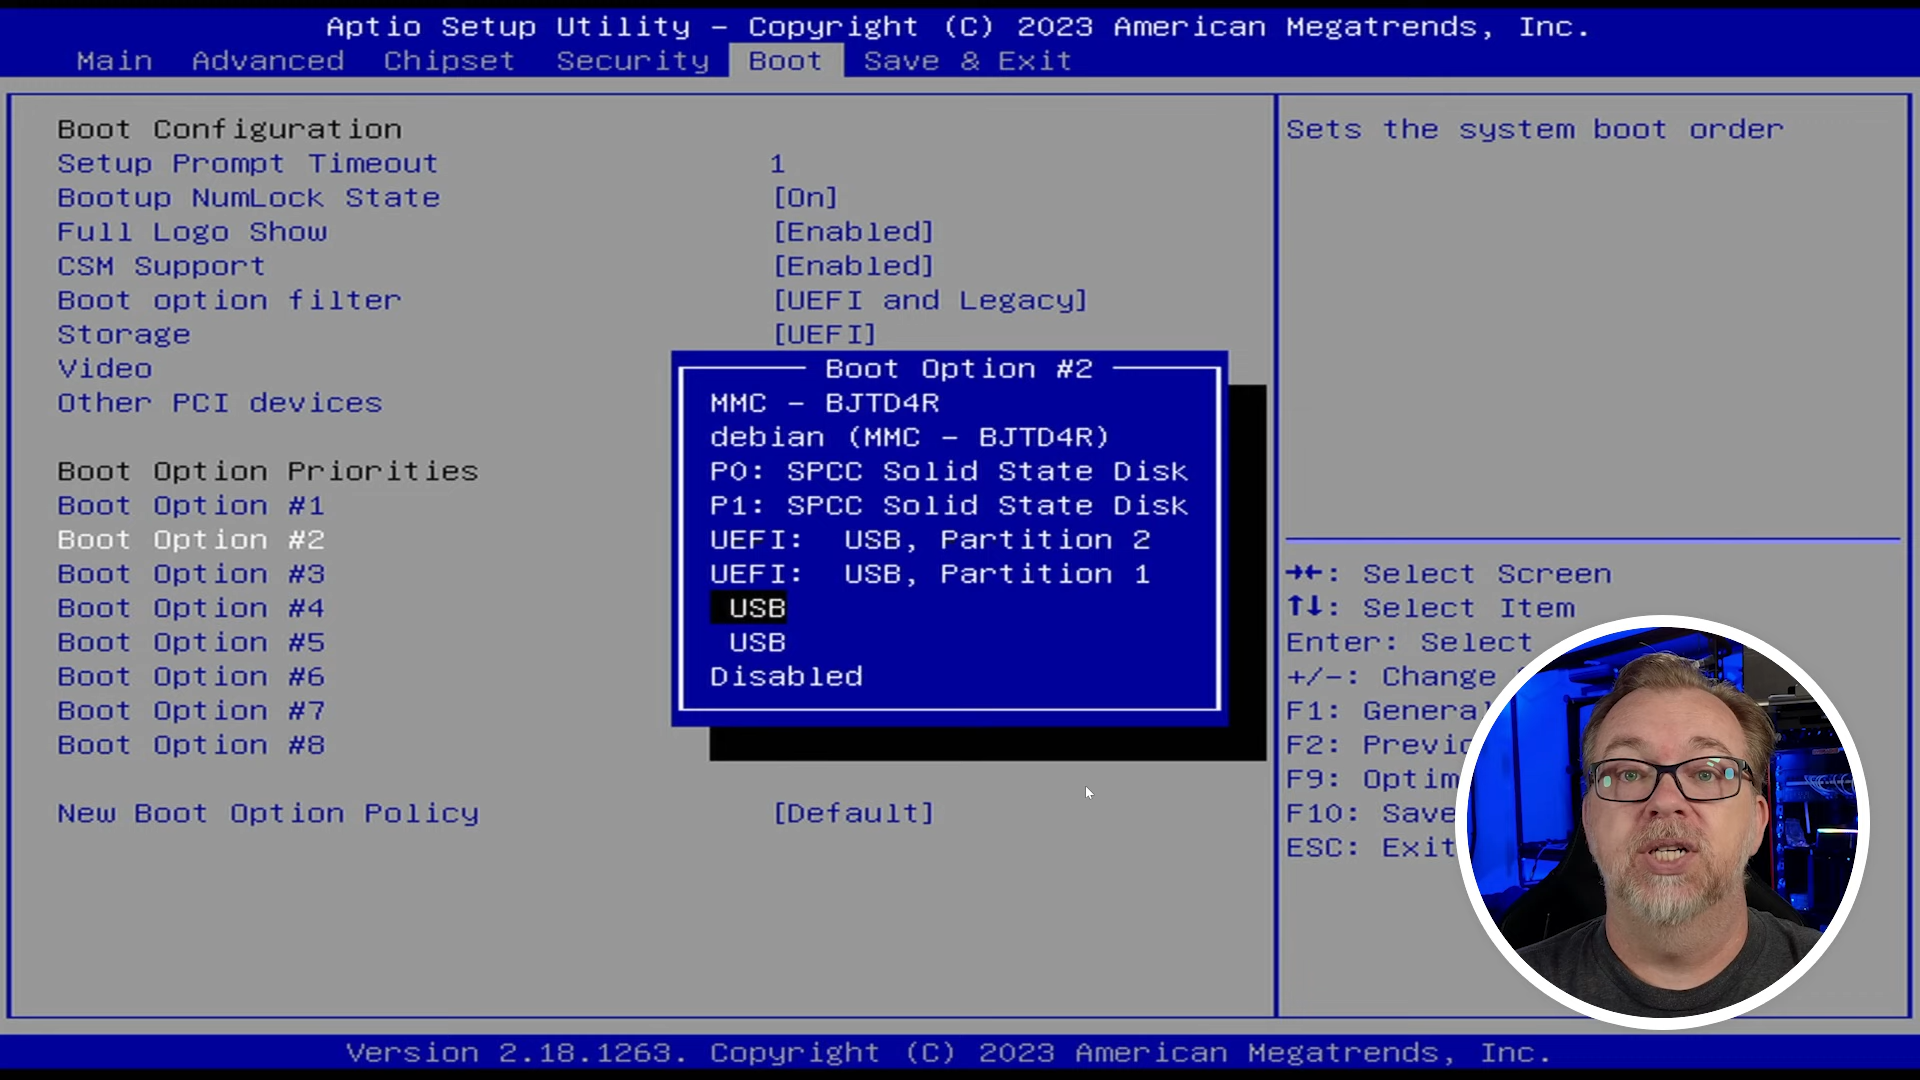 Aptio Setup Utility – Copyright (C) 2023 American Megatrends, Inc.
Main Advanced Chipset Security Boot Save & Exit
Boot Configuration
Setup Prompt Timeout 1
Bootup NumLock State [On]
Full Logo Show [Enabled]
CSM Support [Enabled]
Boot option filter [UEFI and Legacy]
Storage [UEFI]
Video
Other PCI devices
Boot Option Priorities
Boot Option #1
Boot Option #2
Boot Option #3
Boot Option #4
Boot Option #5
Boot Option #6
Boot Option #7
Boot Option #8
New Boot Option Policy [Default]
Boot Option #2
MMC – BJTD4R
debian (MMC – BJTD4R)
P0: SPCC Solid State Disk
P1: SPCC Solid State Disk
UEFI: USB, Partition 2
UEFI: USB, Partition 1
USB
USB
Disabled
Sets the system boot order
→←: Select Screen
↑↓: Select Item
Enter: Select
+/–: Change
F1: General
F2:
F9:
F10: Save
ESC: Exit
Version 2.18.1263. Copyright (C) 2023 American Megatrends, Inc.